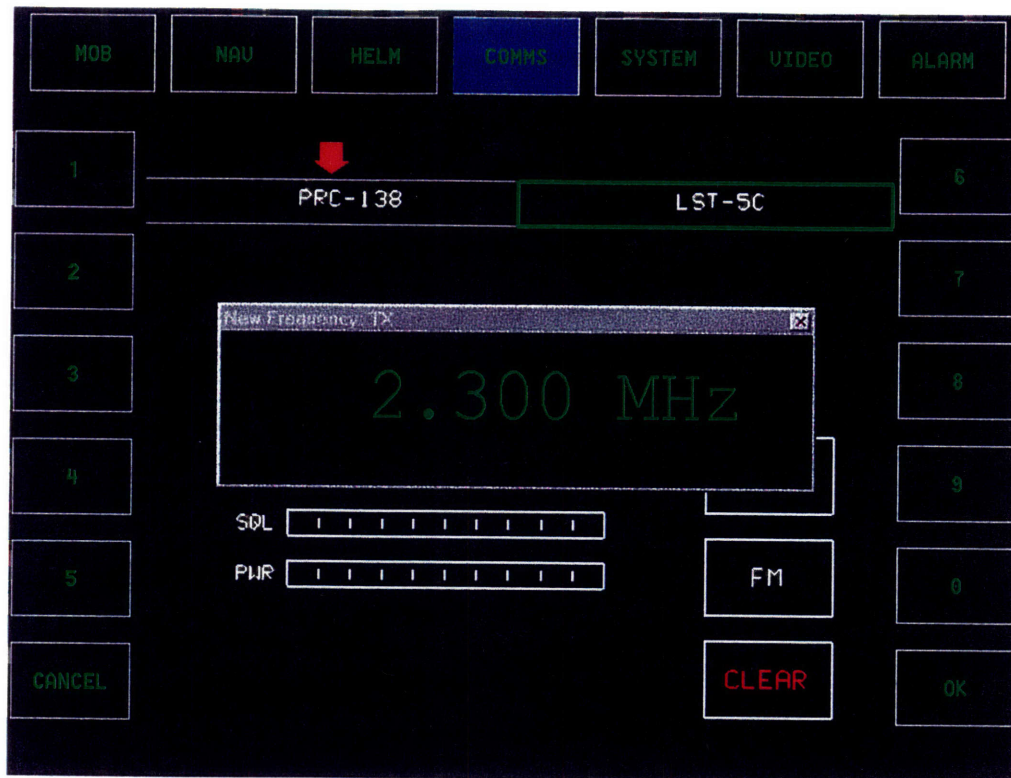 MOB NAV HELM COMMS SYSTEM VIDEO ALARM
1 6
PRC-138 LST-5C
2 7
New Frequency: TX
3 8
2.300 MHz
4 9
SQL
PWR FM
5 0
CANCEL CLEAR OK